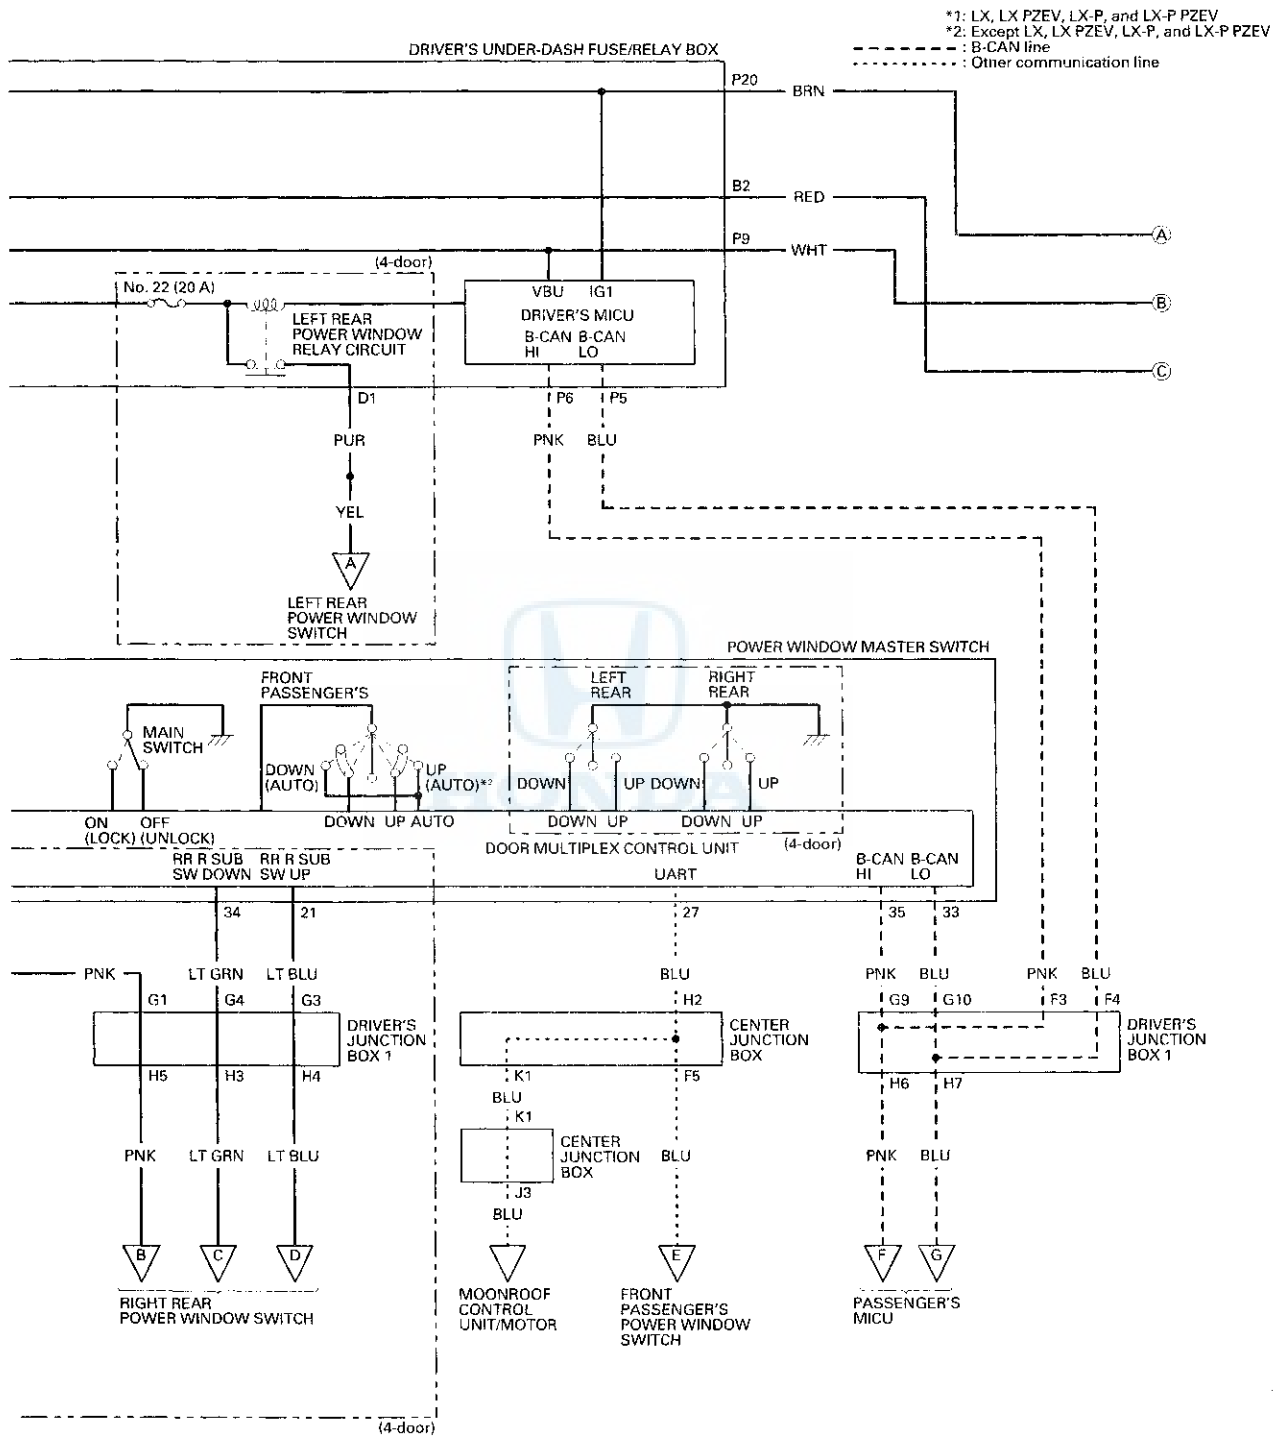 *1: LX, LX PZEV, LX-P, and LX-P PZEV
*2: Except LX, LX PZEV, LX-P, and LX-P PZEV
: B-CAN line
: Other communication line
DRIVER'S UNDER-DASH FUSE/RELAY BOX
P20
BRN
B2
RED
P9
WHT
A
B
C
(4-door)
No. 22 (20 A)
LEFT REAR
POWER WINDOW
RELAY CIRCUIT
VBU IG1
DRIVER'S MICU
B-CAN B-CAN
HI LO
D1
P6 P5
PUR
PNK BLU
YEL
A
LEFT REAR
POWER WINDOW
SWITCH
POWER WINDOW MASTER SWITCH
FRONT
PASSENGER'S
LEFT
REAR
RIGHT
REAR
MAIN
SWITCH
DOWN
(AUTO)
UP
(AUTO)*2
DOWN UP DOWN UP
HONDA
ON OFF
(LOCK) (UNLOCK)
DOWN UP AUTO
DOWN UP DOWN UP
DOOR MULTIPLEX CONTROL UNIT
(4-door)
RR R SUB
SW DOWN
RR R SUB
SW UP
UART
B-CAN B-CAN
HI LO
34 21 27 35 33
PNK LT GRN LT BLU BLU PNK BLU PNK BLU
G1 G4 G3 H2 G9 G10 F3 F4
DRIVER'S
JUNCTION
BOX 1
CENTER
JUNCTION
BOX
DRIVER'S
JUNCTION
BOX 1
H5 H3 H4 K1 F5 H6 H7
BLU
K1
CENTER
JUNCTION
BOX
PNK LT GRN LT BLU BLU PNK BLU
J3
BLU
B C D E F G
RIGHT REAR
POWER WINDOW SWITCH
MOONROOF
CONTROL
UNIT/MOTOR
FRONT
PASSENGER'S
POWER WINDOW
SWITCH
PASSENGER'S
MICU
(4-door)